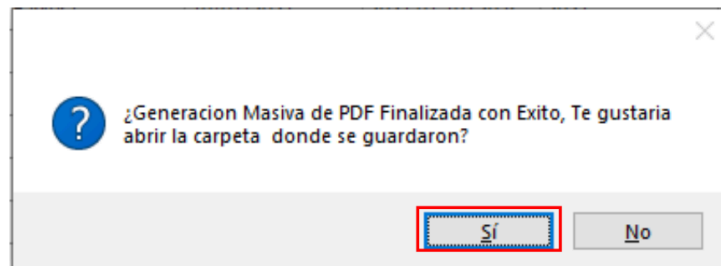 ¿Generacion Masiva de PDF Finalizada con Exito, Te gustaria
abrir la carpeta  donde se guardaron?
Sí
No